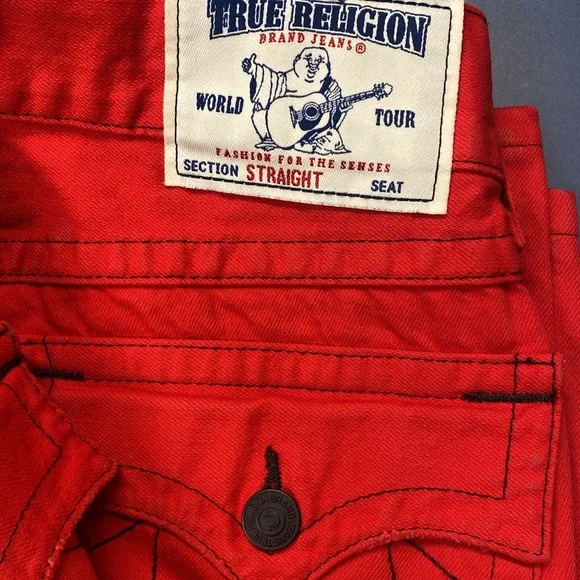 TRUE RELIGION
BRAND JEANS®
WORLD TOUR
FASHION FOR THE SENSES
SECTION STRAIGHT SEAT